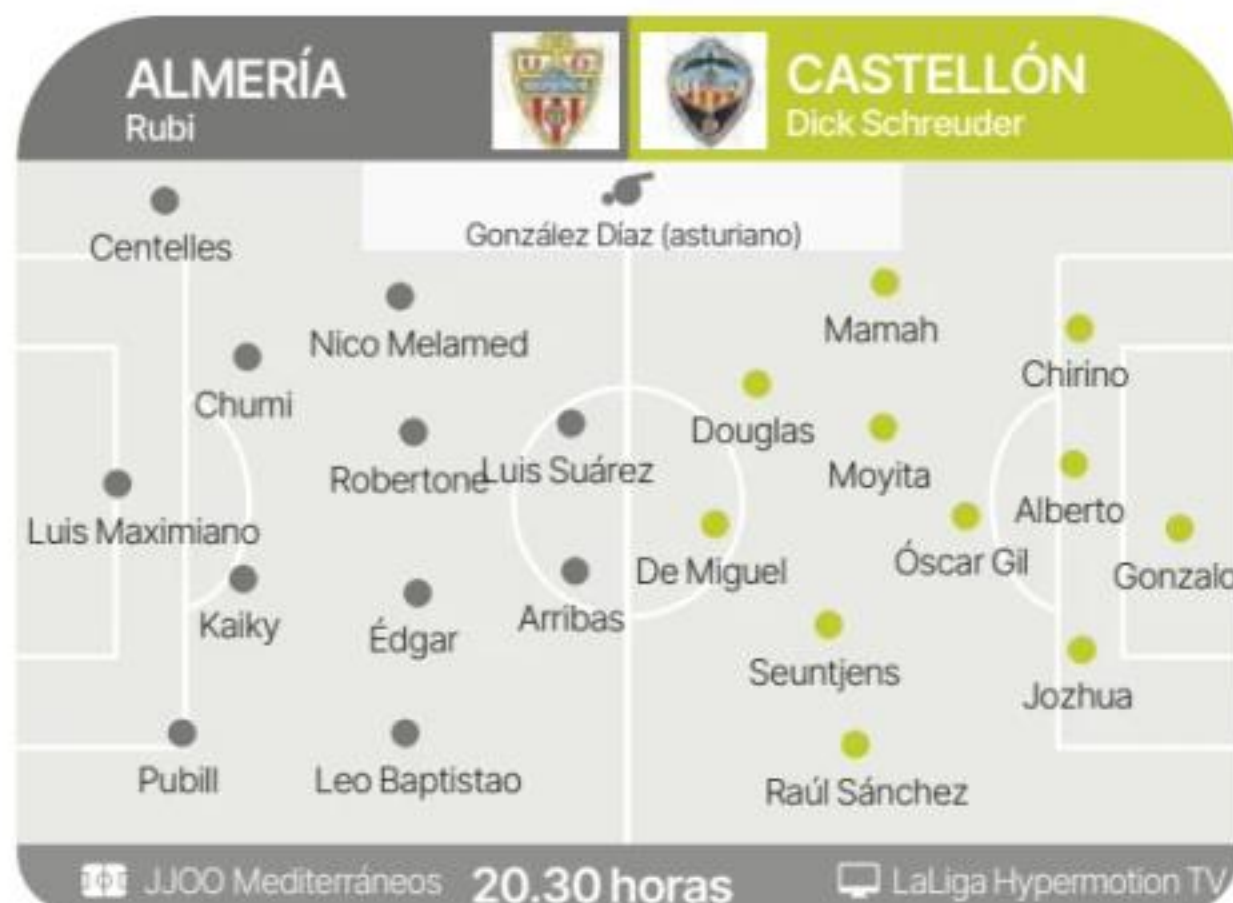 ALMERÍA
Rubi
CASTELLÓN
Dick Schreuder
González Díaz (asturiano)
Centelles
Nico Melamed
Chumi
Robertone
Luis Suárez
Luis Maximiano
Kaiky
Édgar
Arribas
Pubill
Leo Baptistao
Mamah
Chirino
Douglas
Moyita
Alberto
Óscar Gil
De Miguel
Gonzalo
Seuntjens
Jozhua
Raúl Sánchez
JJOO Mediterráneos
20.30 horas
LaLiga Hypermotion TV